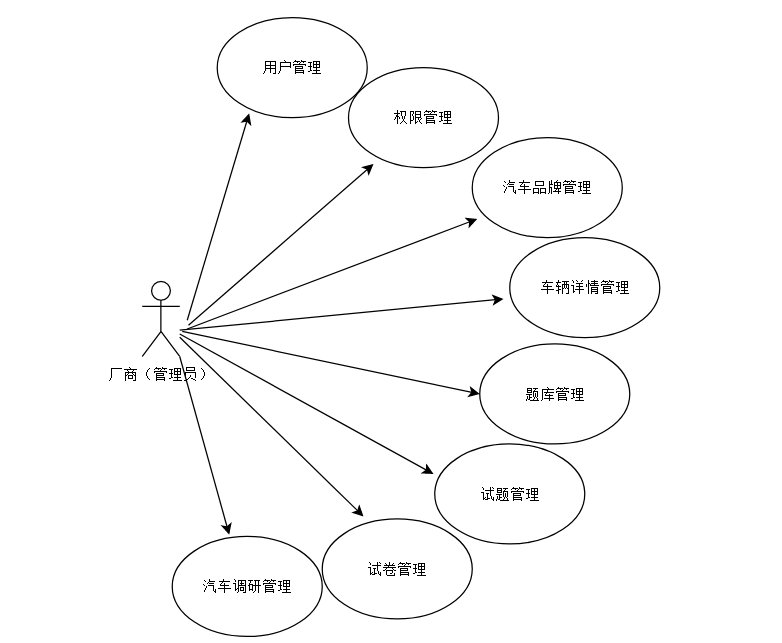 用户管理
权限管理
汽车品牌管理
车辆详情管理
厂商（管理员）
题库管理
试题管理
试卷管理
汽车调研管理